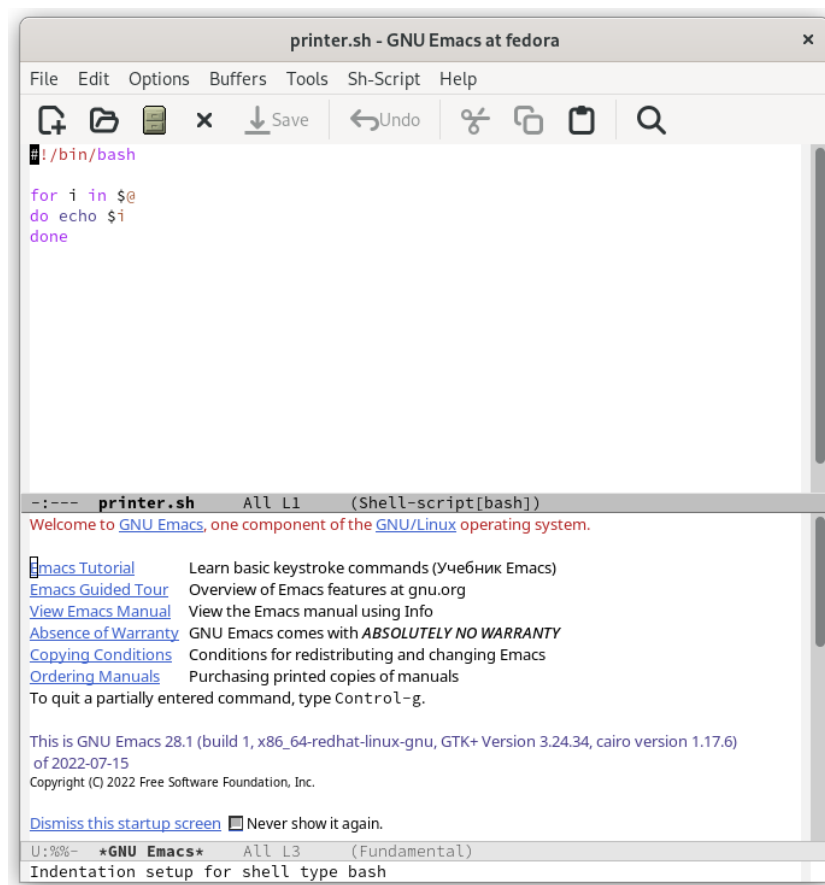 printer.sh - GNU Emacs at fedora ×
File Edit Options Buffers Tools Sh-Script Help
Save Undo
#!/bin/bash
for i in $@
do echo $i
done
-:--- printer.sh All L1 (Shell-script[bash])
Welcome to GNU Emacs, one component of the GNU/Linux operating system.
Emacs Tutorial Learn basic keystroke commands (Учебник Emacs)
Emacs Guided Tour Overview of Emacs features at gnu.org
View Emacs Manual View the Emacs manual using Info
Absence of Warranty GNU Emacs comes with ABSOLUTELY NO WARRANTY
Copying Conditions Conditions for redistributing and changing Emacs
Ordering Manuals Purchasing printed copies of manuals
To quit a partially entered command, type Control-g.
This is GNU Emacs 28.1 (build 1, x86_64-redhat-linux-gnu, GTK+ Version 3.24.34, cairo version 1.17.6)
of 2022-07-15
Copyright (C) 2022 Free Software Foundation, Inc.
Dismiss this startup screen Never show it again.
U:%%- *GNU Emacs* All L3 (Fundamental)
Indentation setup for shell type bash